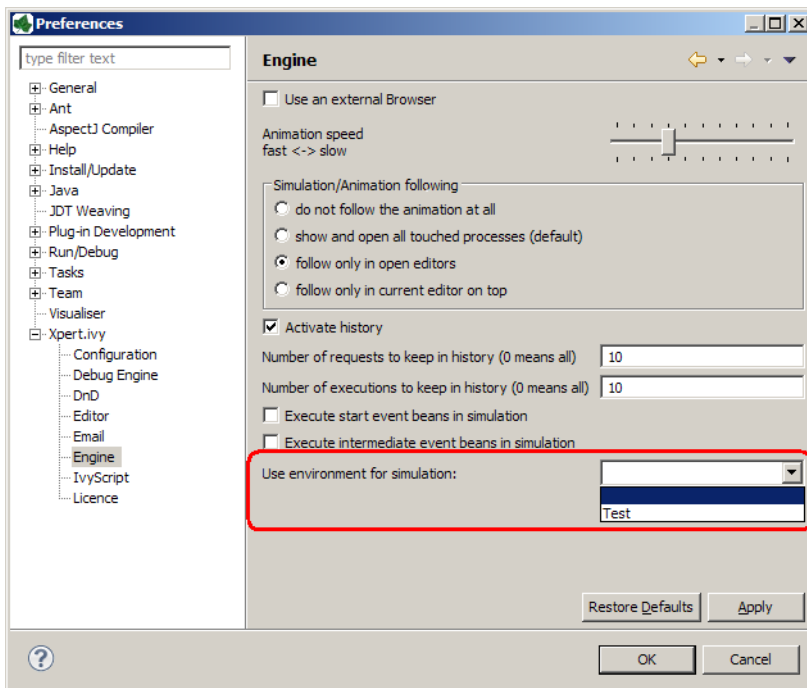 Preferences
type filter text
General
Ant
AspectJ Compiler
Help
Install/Update
Java
JDT Weaving
Plug-in Development
Run/Debug
Tasks
Team
Visualiser
Xpert.ivy
Configuration
Debug Engine
DnD
Editor
Email
Engine
IvyScript
Licence
Engine
Use an external Browser
Animation speed
fast <-> slow
Simulation/Animation following
do not follow the animation at all
show and open all touched processes (default)
follow only in open editors
follow only in current editor on top
Activate history
Number of requests to keep in history (0 means all) 10
Number of executions to keep in history (0 means all) 10
Execute start event beans in simulation
Execute intermediate event beans in simulation
Use environment for simulation:
Test
Restore Defaults Apply
? OK Cancel